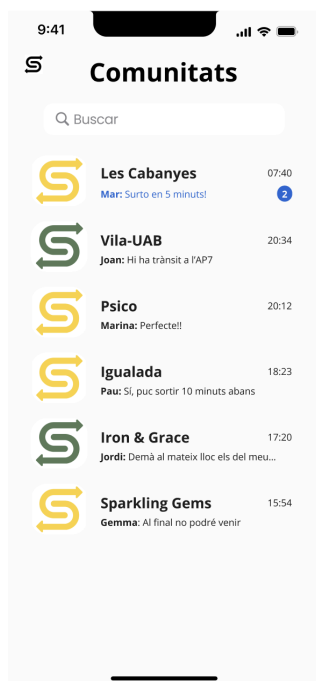 9:41
Comunitats
Buscar
Les Cabanyes 07:40
Mar: Surto en 5 minuts! 2
Vila-UAB 20:34
Joan: Hi ha trànsit a l'AP7
Psico 20:12
Marina: Perfecte!!
Igualada 18:23
Pau: Sí, puc sortir 10 minuts abans
Iron & Grace 17:20
Jordi: Demà al mateix lloc els del meu...
Sparkling Gems 15:54
Gemma: Al final no podré venir